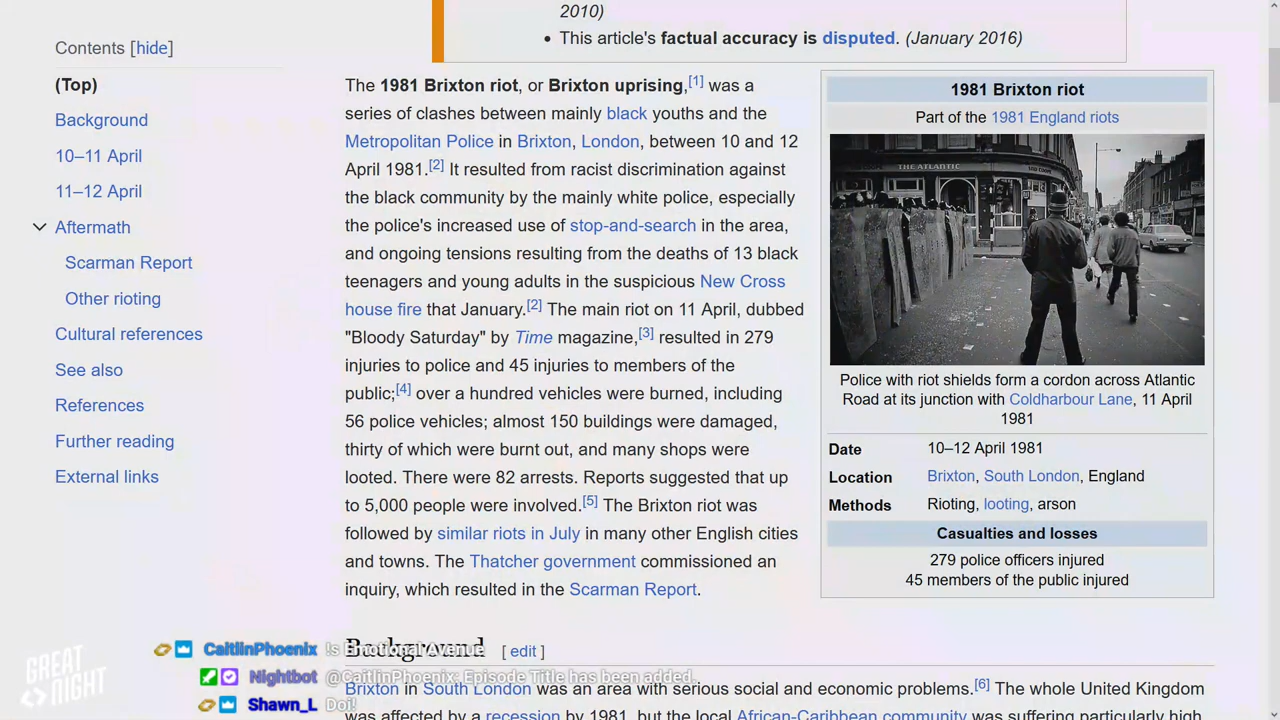 2010)
• This article's factual accuracy is disputed. (January 2016)
Contents [hide]
(Top)
Background
10–11 April
11–12 April
Aftermath
Scarman Report
Other rioting
Cultural references
See also
References
Further reading
External links
The 1981 Brixton riot, or Brixton uprising,[1] was a
series of clashes between mainly black youths and the
Metropolitan Police in Brixton, London, between 10 and 12
April 1981.[2] It resulted from racist discrimination against
the black community by the mainly white police, especially
the police's increased use of stop-and-search in the area,
and ongoing tensions resulting from the deaths of 13 black
teenagers and young adults in the suspicious New Cross
house fire that January.[2] The main riot on 11 April, dubbed
"Bloody Saturday" by Time magazine,[3] resulted in 279
injuries to police and 45 injuries to members of the
public;[4] over a hundred vehicles were burned, including
56 police vehicles; almost 150 buildings were damaged,
thirty of which were burnt out, and many shops were
looted. There were 82 arrests. Reports suggested that up
to 5,000 people were involved.[5] The Brixton riot was
followed by similar riots in July in many other English cities
and towns. The Thatcher government commissioned an
inquiry, which resulted in the Scarman Report.
1981 Brixton riot
Part of the 1981 England riots
THE ATLANTIC
Police with riot shields form a cordon across Atlantic
Road at its junction with Coldharbour Lane, 11 April
1981
Date 10–12 April 1981
Location Brixton, South London, England
Methods Rioting, looting, arson
Casualties and losses
279 police officers injured
45 members of the public injured
Background [ edit ]
Brixton in South London was an area with serious social and economic problems.[6] The whole United Kingdom
was affected by a recession by 1981, but the local African-Caribbean community was suffering particularly high
CaitlinPhoenix !s Emotional Avenue
Nightbot @CaitlinPhoenix: Episode Title has been added.
Shawn_L Doi!
GREAT
NIGHT